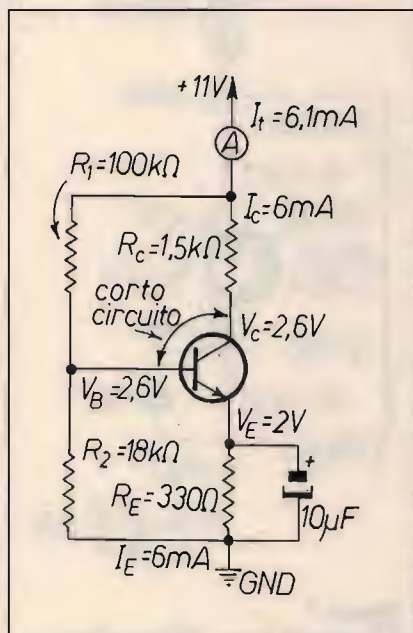 +11V
Iₜ=6,1mA
A
R₁=100kΩ
I_C=6mA
R_C=1,5kΩ
corto
circuito
V_C=2,6V
V_B=2,6V
V_E=2V
R₂=18kΩ
+
R_E=330Ω
10µF
I_E=6mA
GND